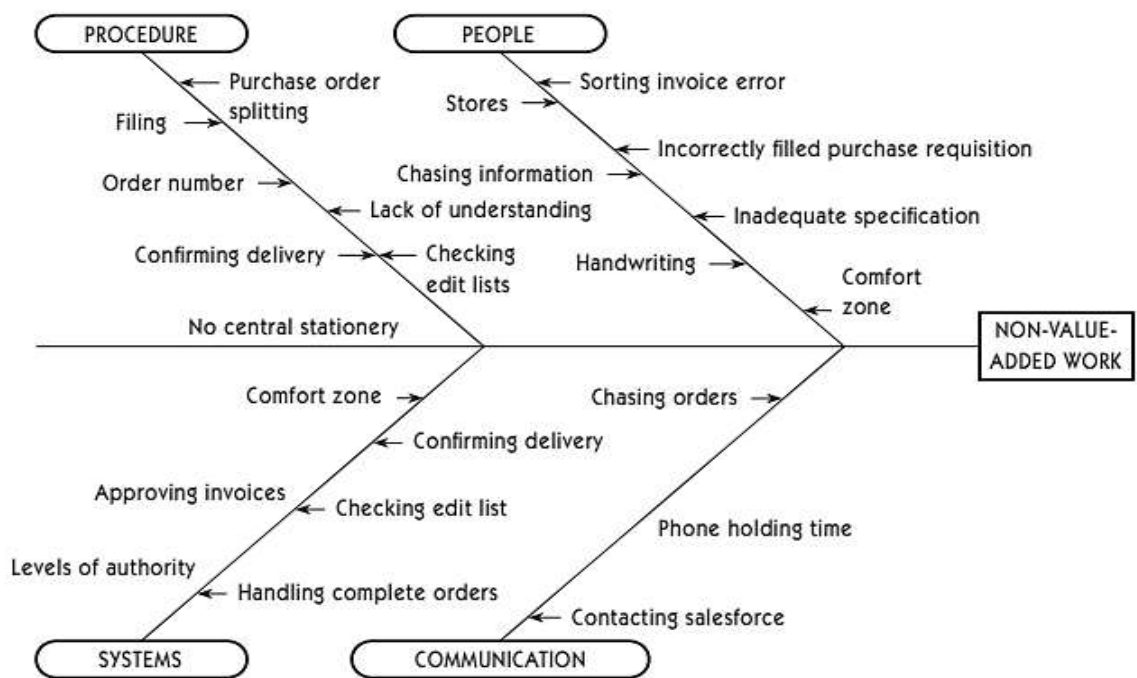 PROCEDURE
PEOPLE
Purchase order
splitting
Sorting invoice error
Stores
Filing
Incorrectly filled purchase requisition
Chasing information
Order number
Lack of understanding
Inadequate specification
Confirming delivery
Checking
edit lists
Handwriting
Comfort
zone
No central stationery
NON-VALUE-
ADDED WORK
Comfort zone
Chasing orders
Confirming delivery
Approving invoices
Checking edit list
Phone holding time
Levels of authority
Handling complete orders
Contacting salesforce
SYSTEMS
COMMUNICATION